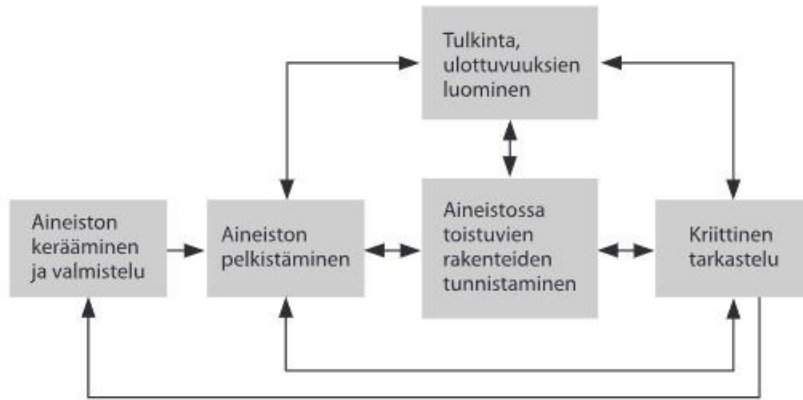 Tulkinta,
ulottuvuuksien
luominen
Aineiston
kerääminen
ja valmistelu
Aineiston
pelkistäminen
Aineistossa
toistuvien
rakenteiden
tunnistaminen
Kriittinen
tarkastelu